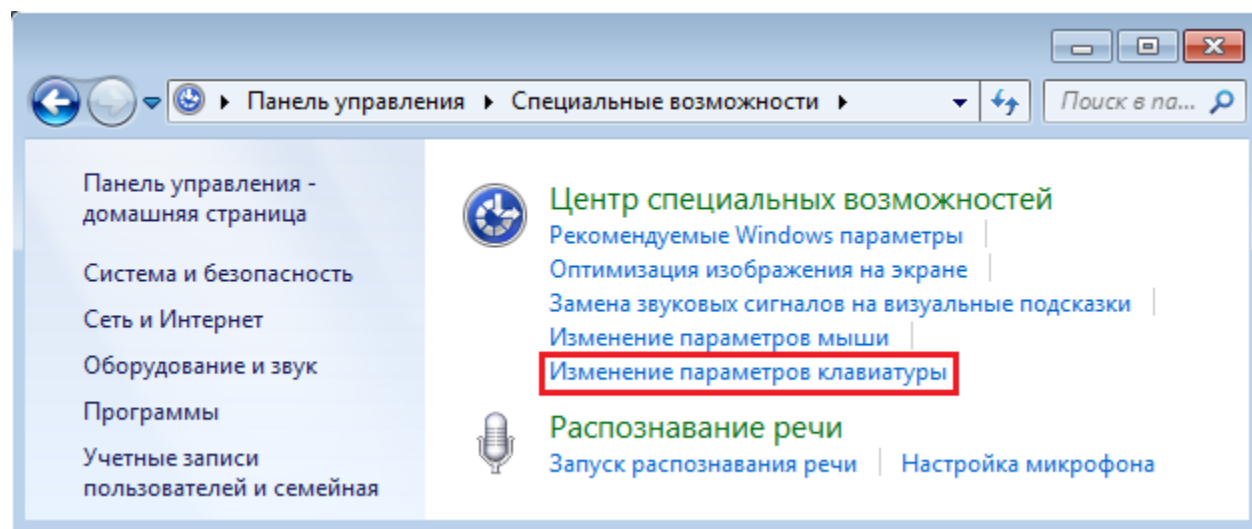 Панель управления ▸ Специальные возможности ▸
Поиск в па...
Панель управления -
домашняя страница
Система и безопасность
Сеть и Интернет
Оборудование и звук
Программы
Учетные записи
пользователей и семейная
Центр специальных возможностей
Рекомендуемые Windows параметры
Оптимизация изображения на экране
Замена звуковых сигналов на визуальные подсказки
Изменение параметров мыши
Изменение параметров клавиатуры
Распознавание речи
Запуск распознавания речи | Настройка микрофона